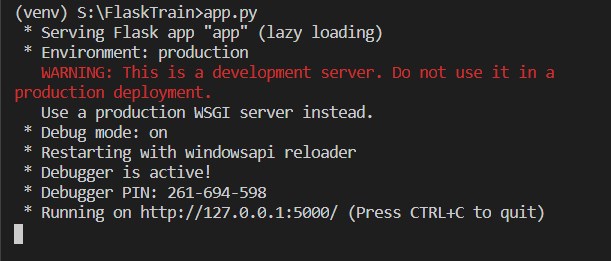 (venv) S:\FlaskTrain>app.py
 * Serving Flask app "app" (lazy loading)
 * Environment: production
   WARNING: This is a development server. Do not use it in a
production deployment.
   Use a production WSGI server instead.
 * Debug mode: on
 * Restarting with windowsapi reloader
 * Debugger is active!
 * Debugger PIN: 261-694-598
 * Running on http://127.0.0.1:5000/ (Press CTRL+C to quit)